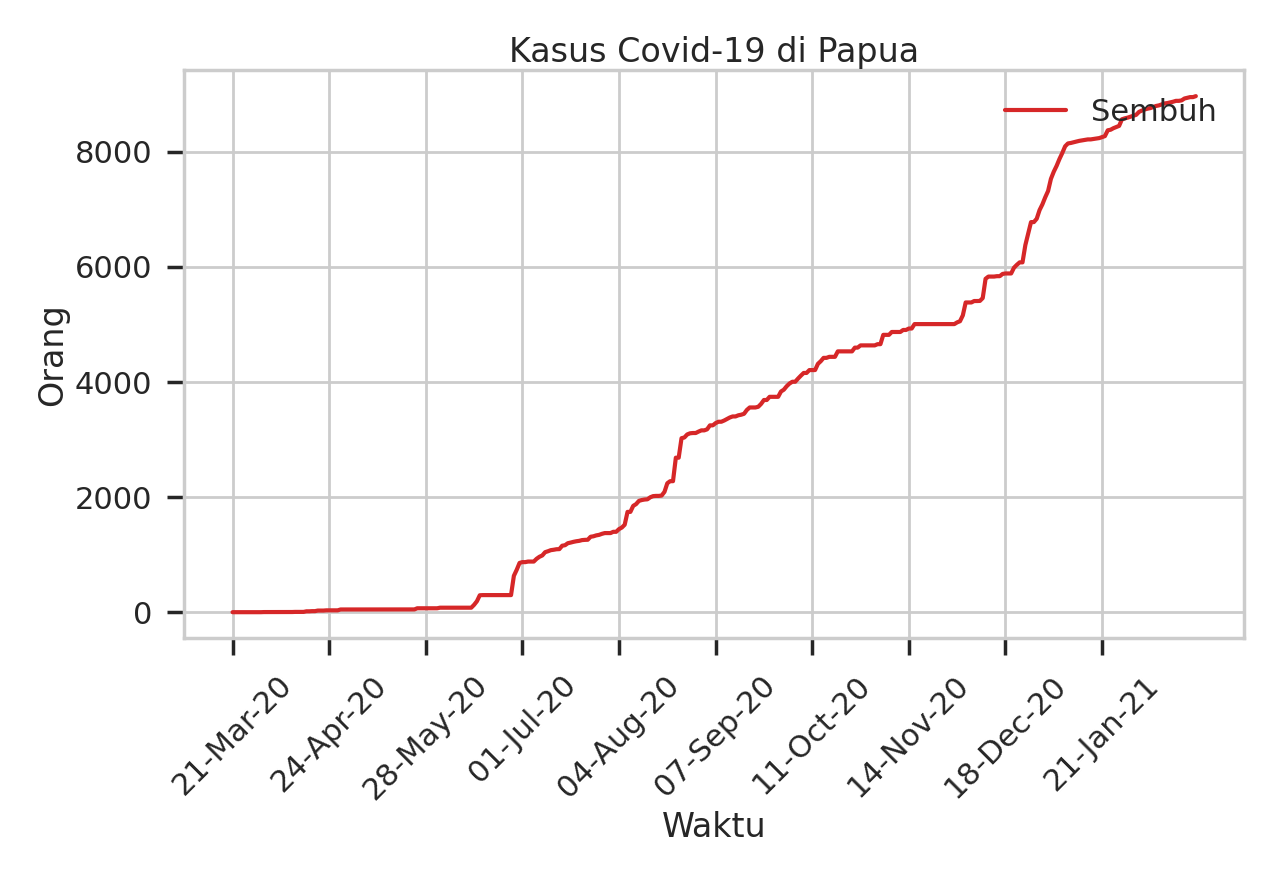 Kasus Covid-19 di Papua
Sembuh
Orang
8000
6000
4000
2000
0
21-Mar-20
24-Apr-20
28-May-20
01-Jul-20
04-Aug-20
07-Sep-20
11-Oct-20
14-Nov-20
18-Dec-20
21-Jan-21
Waktu